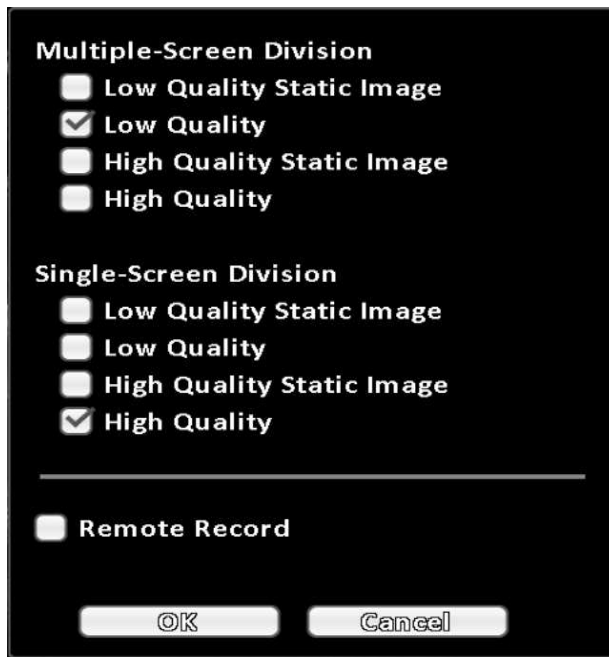 Multiple-Screen Division
Low Quality Static Image
Low Quality
High Quality Static Image
High Quality
Single-Screen Division
Low Quality Static Image
Low Quality
High Quality Static Image
High Quality
Remote Record
OK Cancel